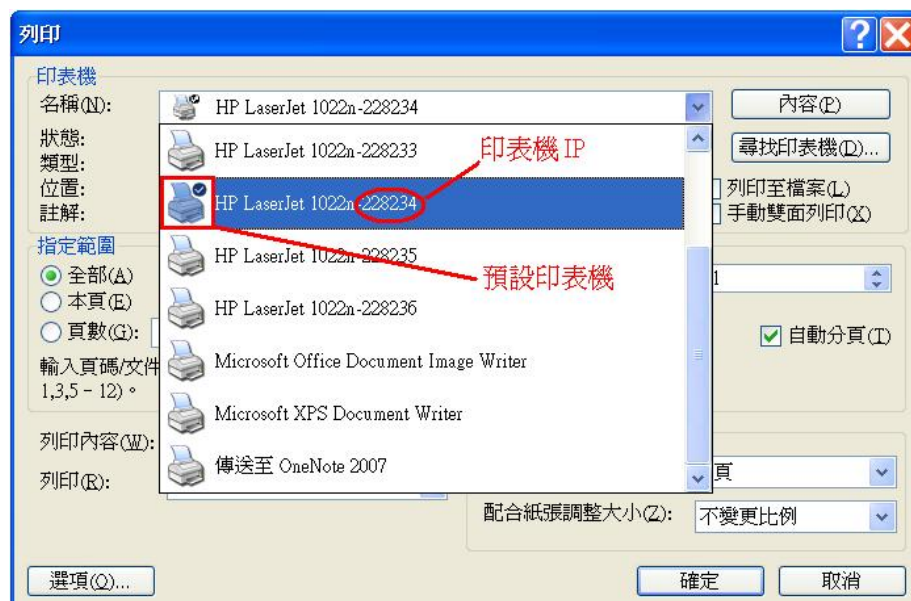 列印
印表機
名稱(N):
HP LaserJet 1022n-228234
內容(P)
狀態:
HP LaserJet 1022n-228233
印表機 IP
尋找印表機(D)...
類型:
位置:
HP LaserJet 1022n-228234
列印至檔案(L)
註解:
手動雙面列印(X)
指定範圍
HP LaserJet 1022n-228235
全部(A)
預設印表機
1
本頁(E)
HP LaserJet 1022n-228236
頁數(G):
自動分頁(T)
輸入頁碼/文件
Microsoft Office Document Image Writer
1,3,5 – 12)。
Microsoft XPS Document Writer
列印內容(W):
傳送至 OneNote 2007
列印(R):
頁
配合紙張調整大小(Z):
不變更比例
選項(O)...
確定
取消